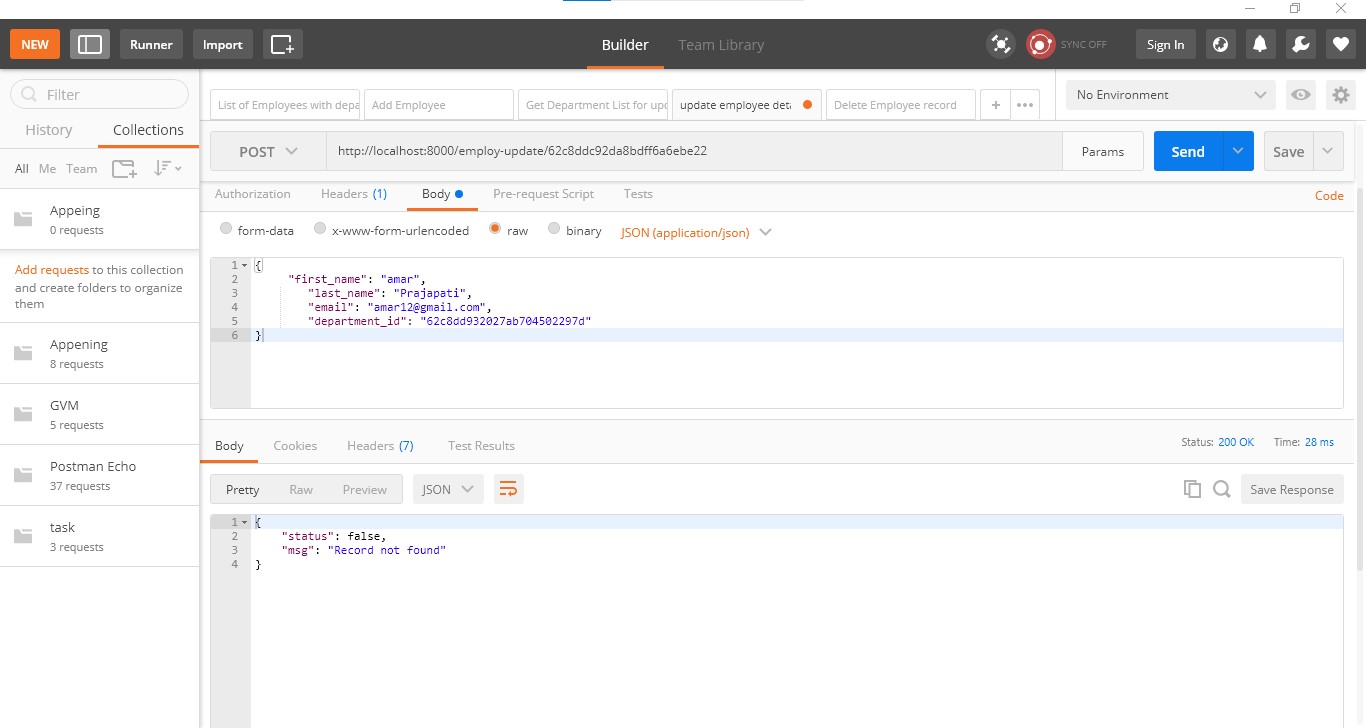 NEW
Runner
Import
Builder
Team Library
SYNC OFF
Sign In
Filter
History
Collections
All Me Team
Appeing
0 requests
Add requests to this collection
and create folders to organize
them
Appening
8 requests
GVM
5 requests
Postman Echo
37 requests
task
3 requests
List of Employees with depa
Add Employee
Get Department List for upd
update employee deta
Delete Employee record
No Environment
POST
http://localhost:8000/employ-update/62c8ddc92da8bdff6a6ebe22
Params
Send
Save
Authorization
Headers (1)
Body
Pre-request Script
Tests
Code
form-data
x-www-form-urlencoded
raw
binary
JSON (application/json)
1 {
2 "first_name": "amar",
3 "last_name": "Prajapati",
4 "email": "amar12@gmail.com",
5 "department_id": "62c8dd932027ab704502297d"
6 }
Body
Cookies
Headers (7)
Test Results
Status: 200 OK
Time: 28 ms
Pretty
Raw
Preview
JSON
Save Response
1 {
2 "status": false,
3 "msg": "Record not found"
4 }